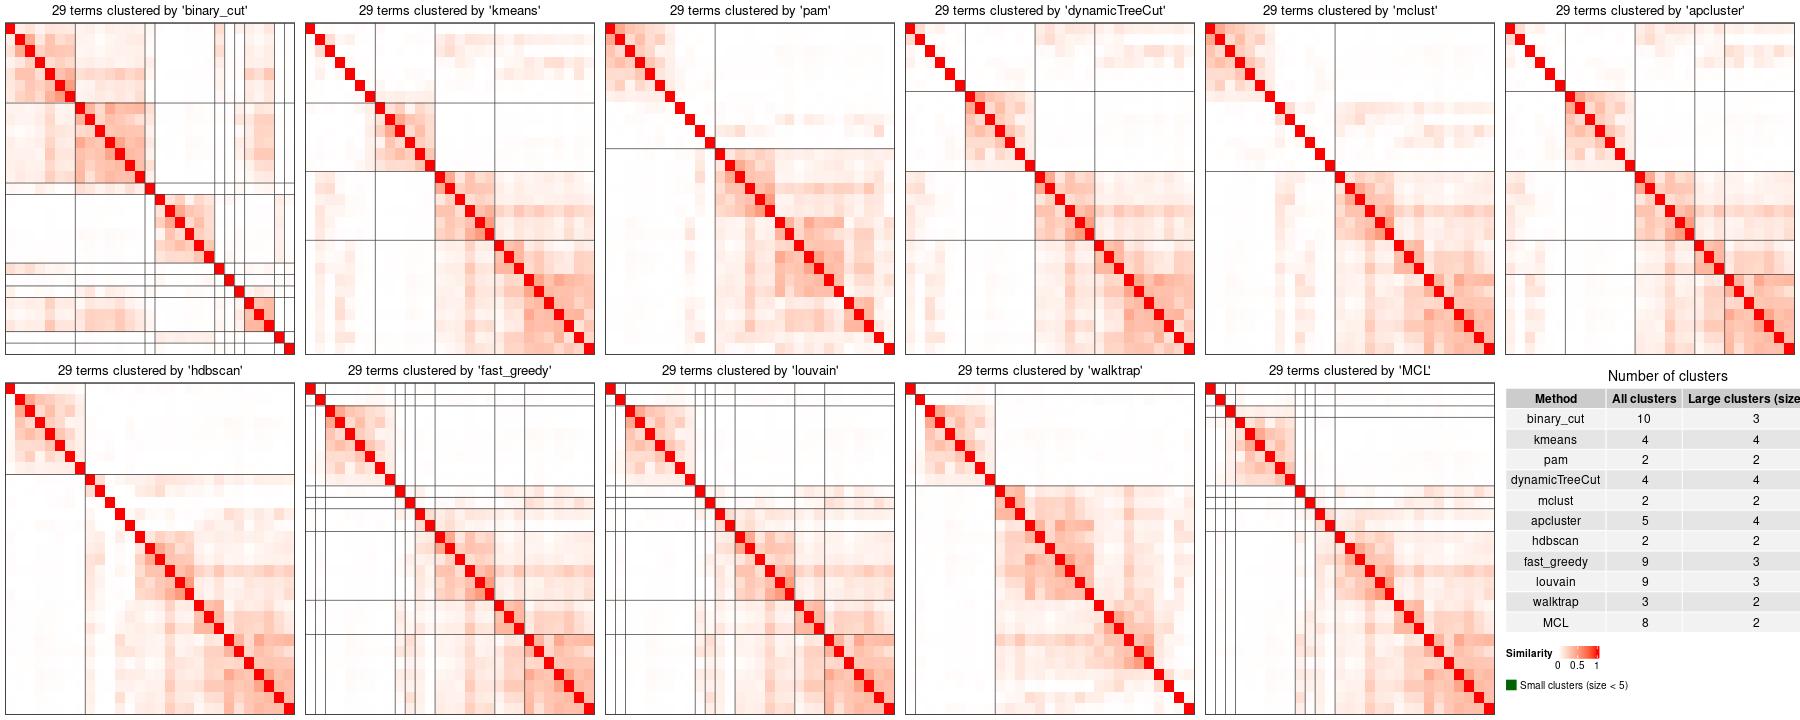 29 terms clustered by 'binary_cut'
29 terms clustered by 'kmeans'
29 terms clustered by 'pam'
29 terms clustered by 'dynamicTreeCut'
29 terms clustered by 'mclust'
29 terms clustered by 'apcluster'
29 terms clustered by 'hdbscan'
29 terms clustered by 'fast_greedy'
29 terms clustered by 'louvain'
29 terms clustered by 'walktrap'
29 terms clustered by 'MCL'
Number of clusters
Method All clusters Large clusters (size
binary_cut 10 3
kmeans 4 4
pam 2 2
dynamicTreeCut 4 4
mclust 2 2
apcluster 5 4
hdbscan 2 2
fast_greedy 9 3
louvain 9 3
walktrap 3 2
MCL 8 2
Similarity
0 0.5 1
Small clusters (size < 5)